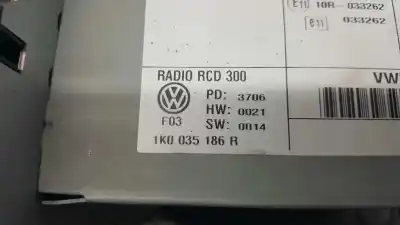 e11 10R-033262
e11 033262
RADIO RCD 300
VW
PD: 3706
HW: 0021
F03 SW: 0014
1K0 035 186 R